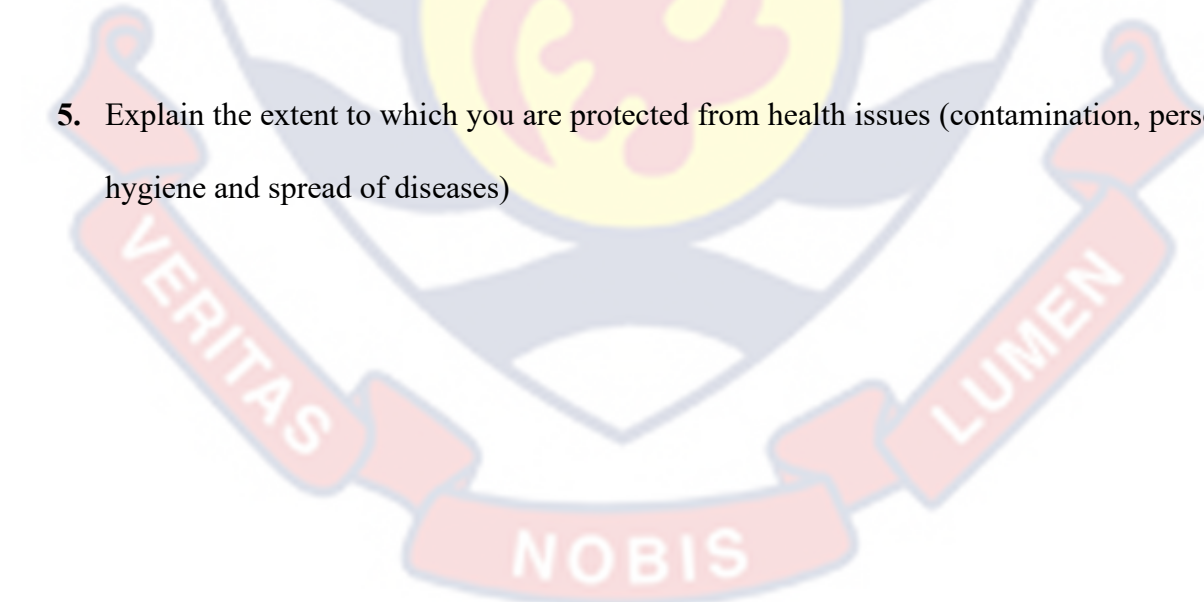 5. Explain the extent to which you are protected from health issues (contamination, pers
hygiene and spread of diseases)
VERITAS
NOBIS
LUMEN